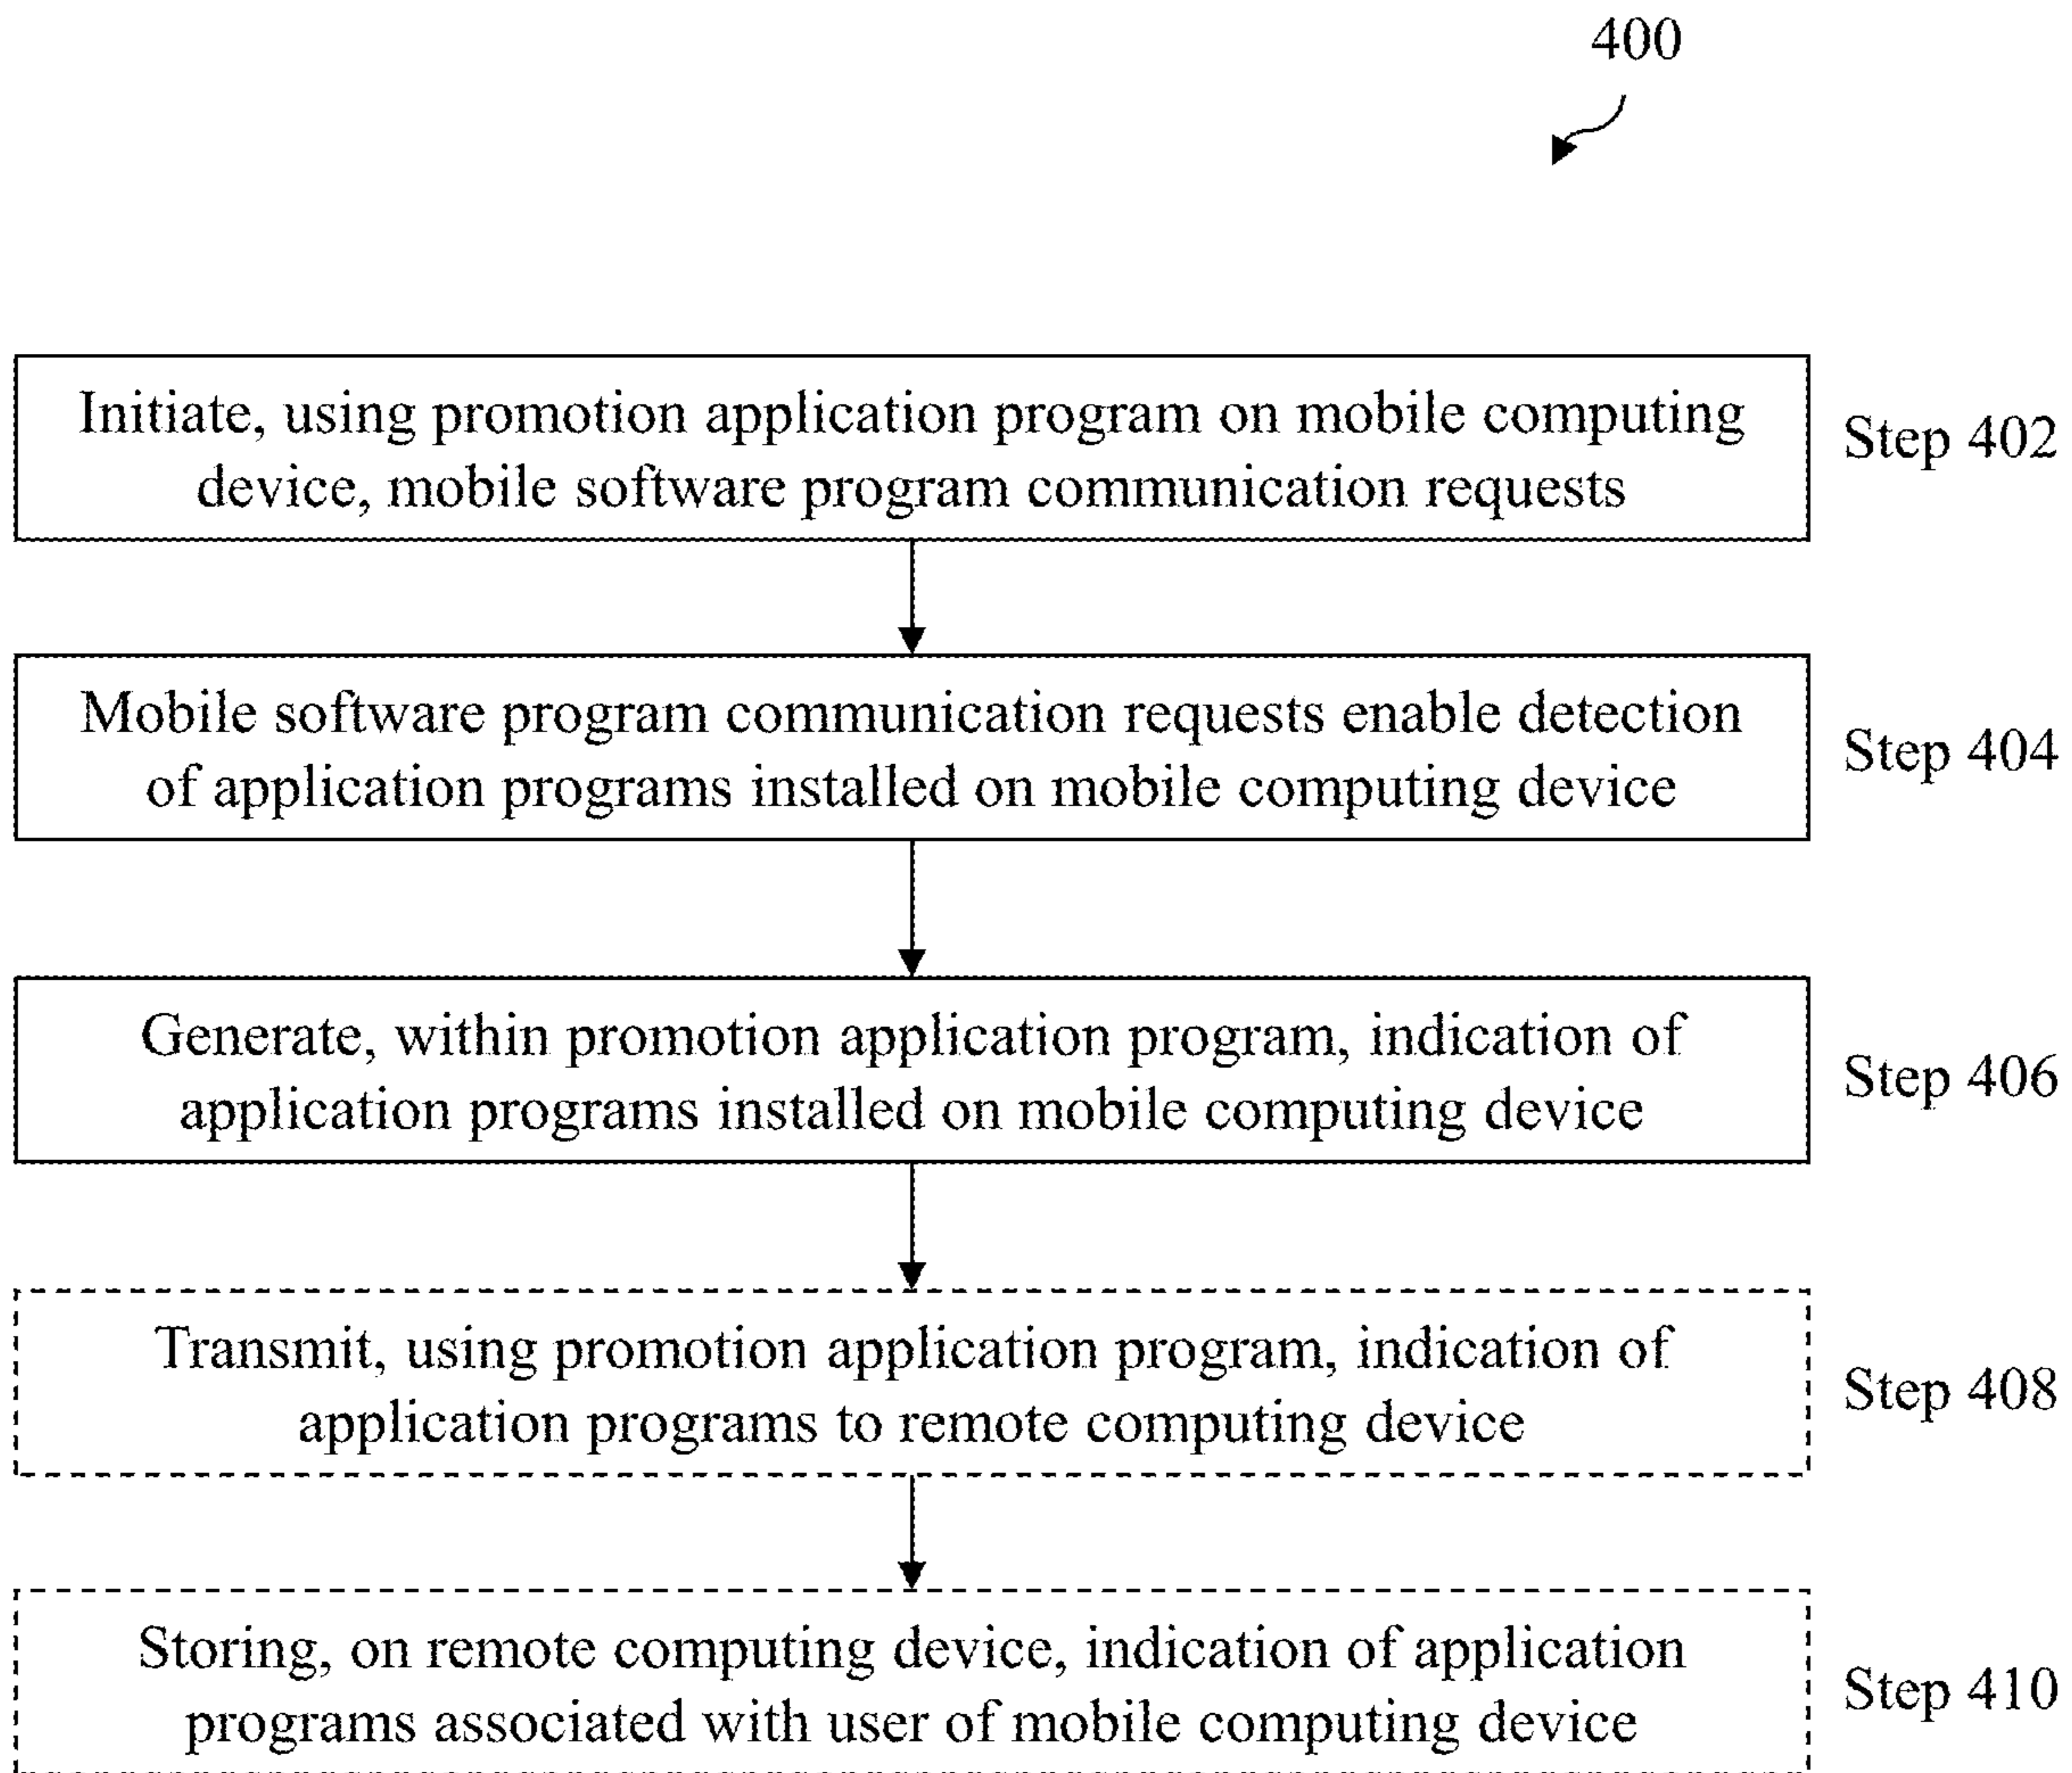 400
Initiate, using promotion application program on mobile computing
device, mobile software program communication requests
Step 402
Mobile software program communication requests enable detection
of application programs installed on mobile computing device
Step 404
Generate, within promotion application program, indication of
application programs installed on mobile computing device
Step 406
Transmit, using promotion application program, indication of
application programs to remote computing device
Step 408
Storing, on remote computing device, indication of application
programs associated with user of mobile computing device
Step 410